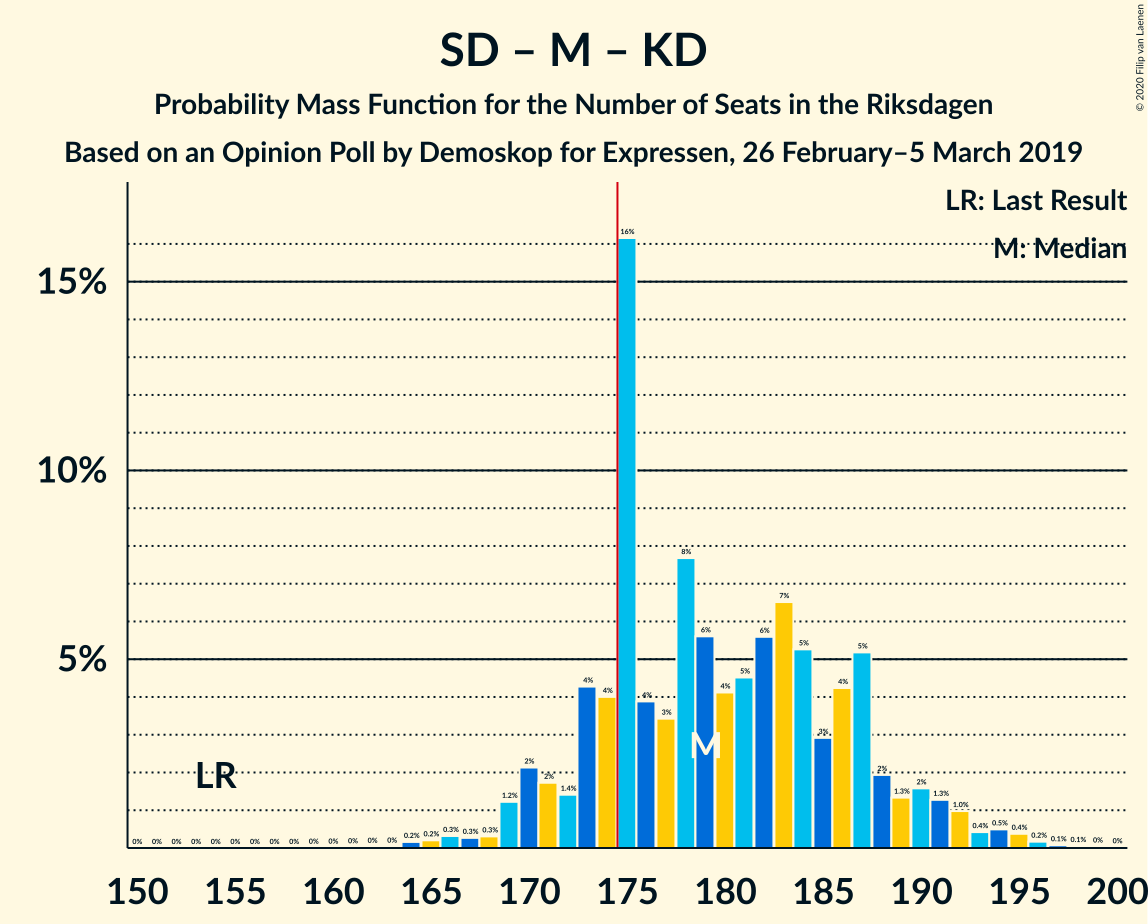 SD – M – KD
Probability Mass Function for the Number of Seats in the Riksdagen
Based on an Opinion Poll by Demoskop for Expressen, 26 February–5 March 2019
© 2020 Filip van Laenen
LR: Last Result
M: Median
15%
10%
5%
LR
M
0% 0% 0% 0% 0% 0% 0% 0% 0% 0% 0% 0% 0% 0% 0.2% 0.2% 0.3% 0.3% 0.3% 1.2% 2% 2% 1.4% 4% 4% 16% 4% 3% 8% 6% 4% 5% 6% 7% 5% 3% 4% 5% 2% 1.3% 2% 1.3% 1.0% 0.4% 0.5% 0.4% 0.2% 0.1% 0.1% 0% 0%
150 155 160 165 170 175 180 185 190 195 200